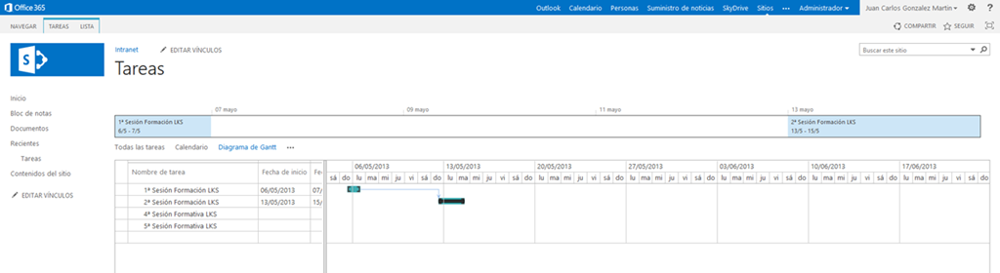 Office 365
Outlook Calendario Personas Suministro de noticias SkyDrive Sitios ••• Administrador Juan Carlos Gonzalez Martin ?
NAVEGAR TAREAS LISTA COMPARTIR SEGUIR
Intranet EDITAR VÍNCULOS
Buscar este sitio
Tareas
Inicio
Bloc de notas
Documentos
Recientes
Tareas
Contenidos del sitio
EDITAR VÍNCULOS
07 mayo 09 mayo 11 mayo 13 mayo
1ª Sesión Formación LKS 2ª Sesión Formación LKS
6/5 - 7/5 13/5 - 15/5
Todas las tareas Calendario Diagrama de Gantt •••
Nombre de tarea Fecha de inicio Fec
06/05/2013 13/05/2013 20/05/2013 27/05/2013 03/06/2013 10/06/2013 17/06/2013
sá do lu ma mi ju vi sá do lu ma mi ju vi sá do lu ma mi ju vi sá do lu ma mi ju vi sá do lu ma mi ju vi sá do lu ma mi ju vi sá do lu ma mi ju vi sá do
1ª Sesión Formación LKS 06/05/2013 07/
2ª Sesión Formación LKS 13/05/2013 15/
4ª Sesión Formativa LKS
5ª Sesión Formativa LKS